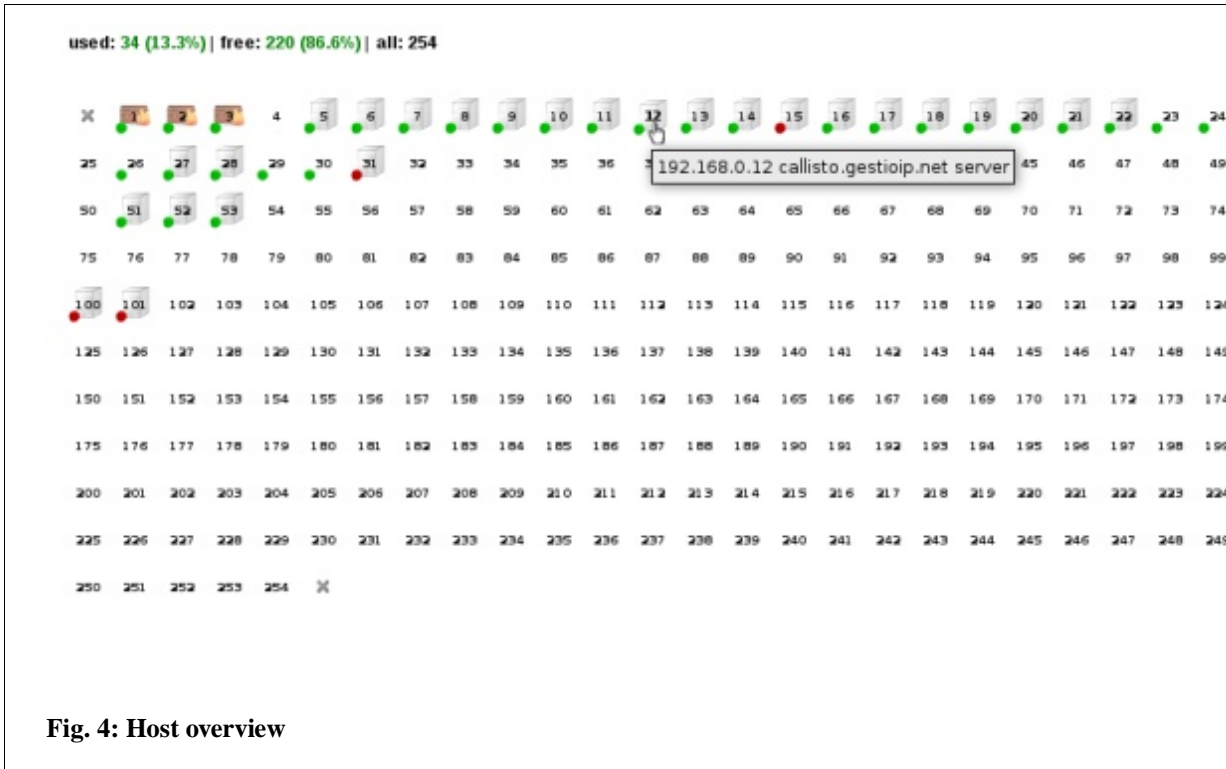 used: 34 (13.3%) | free: 220 (86.6%) | all: 254
1 2 3 4 5 6 7 8 9 10 11 12 13 14 15 16 17 18 19 20 21 22 23 24
25 26 27 28 29 30 31 32 33 34 35 36 3 45 46 47 48 49
192.168.0.12 callisto.gestioip.net server
50 51 52 53 54 55 56 57 58 59 60 61 62 63 64 65 66 67 68 69 70 71 72 73 74
75 76 77 78 79 80 81 82 83 84 85 86 87 88 89 90 91 92 93 94 95 96 97 98 99
100 101 102 103 104 105 106 107 108 109 110 111 112 113 114 115 116 117 118 119 120 121 122 123 124
125 126 127 128 129 130 131 132 133 134 135 136 137 138 139 140 141 142 143 144 145 146 147 148 149
150 151 152 153 154 155 156 157 158 159 160 161 162 163 164 165 166 167 168 169 170 171 172 173 174
175 176 177 178 179 180 181 182 183 184 185 186 187 188 189 190 191 192 193 194 195 196 197 198 199
200 201 202 203 204 205 206 207 208 209 210 211 212 213 214 215 216 217 218 219 220 221 222 223 224
225 226 227 228 229 230 231 232 233 234 235 236 237 238 239 240 241 242 243 244 245 246 247 248 249
250 251 252 253 254
Fig. 4: Host overview